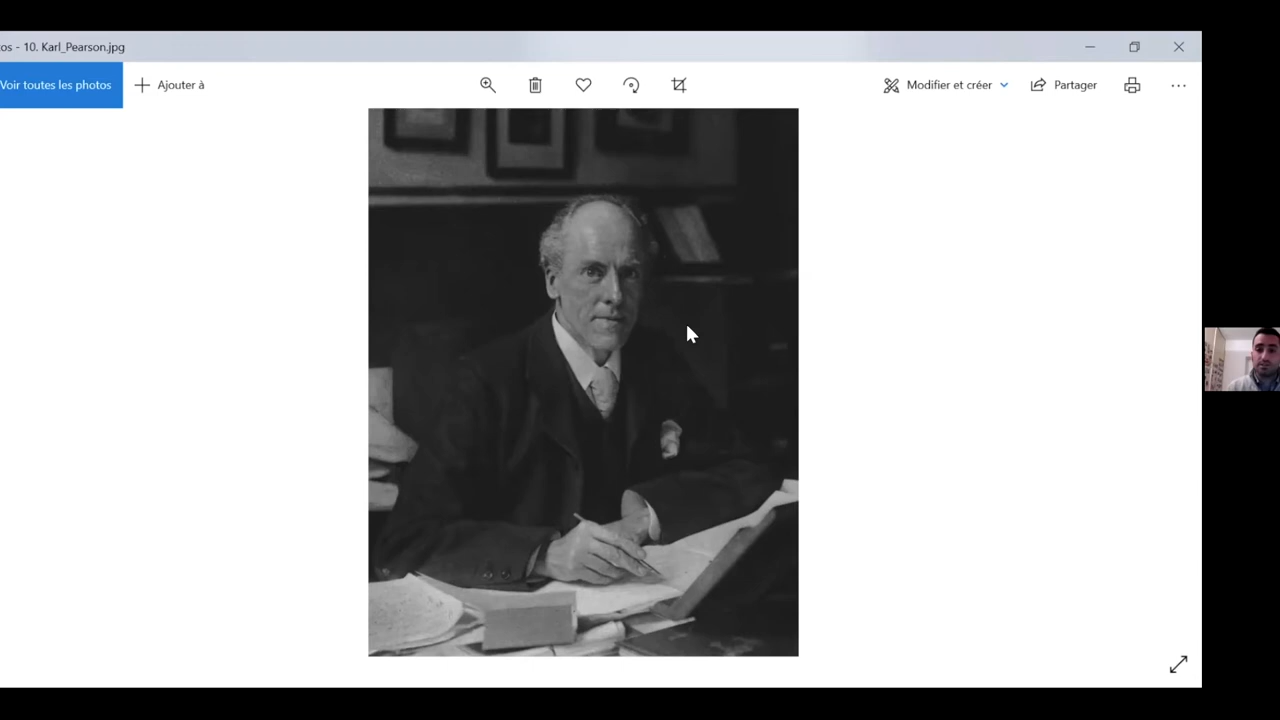 os - 10. Karl_Pearson.jpg
Voir toutes les photos
Ajouter à
Modifier et créer
Partager